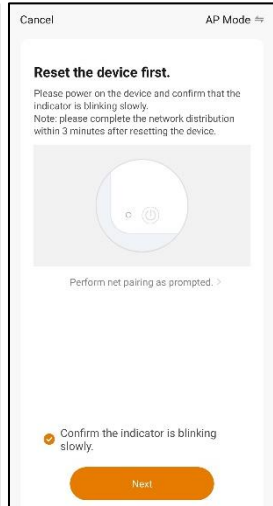 Cancel AP Mode
Reset the device first.
Please power on the device and confirm that the
indicator is blinking slowly.
Note: please complete the network distribution
within 3 minutes after resetting the device.
Perform net pairing as prompted. >
Confirm the indicator is blinking
slowly.
Next